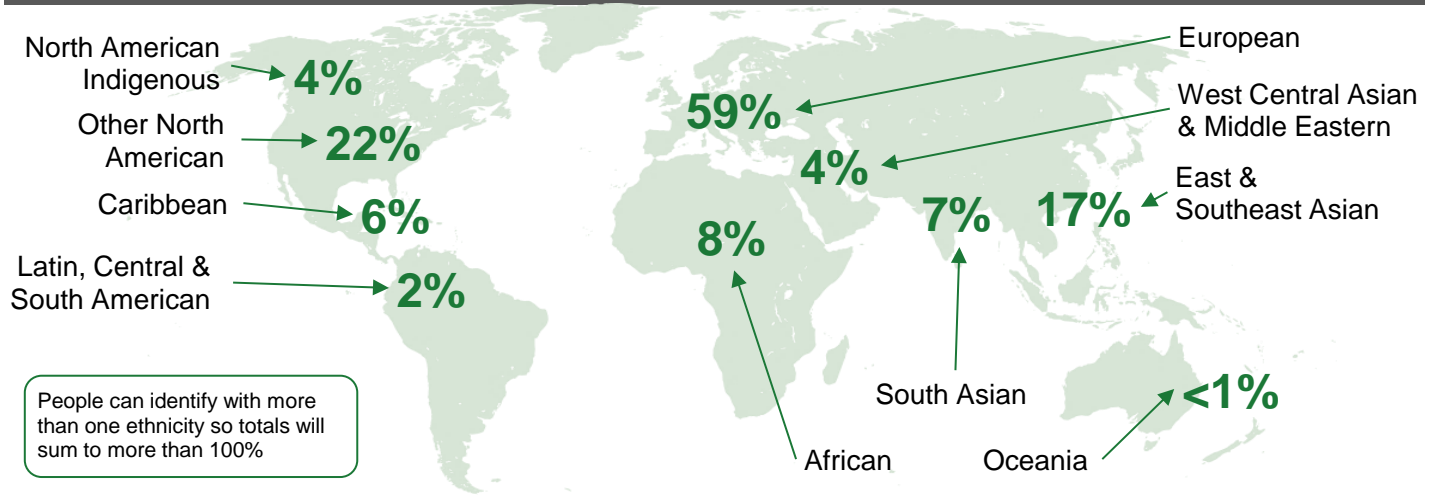 North American
Indigenous
4%
Other North
American
22%
Caribbean
6%
Latin, Central &
South American
2%
European
59%
West Central Asian
& Middle Eastern
4%
East &
Southeast Asian
17%
7%
South Asian
8%
African
Oceania
<1%
People can identify with more
than one ethnicity so totals will
sum to more than 100%